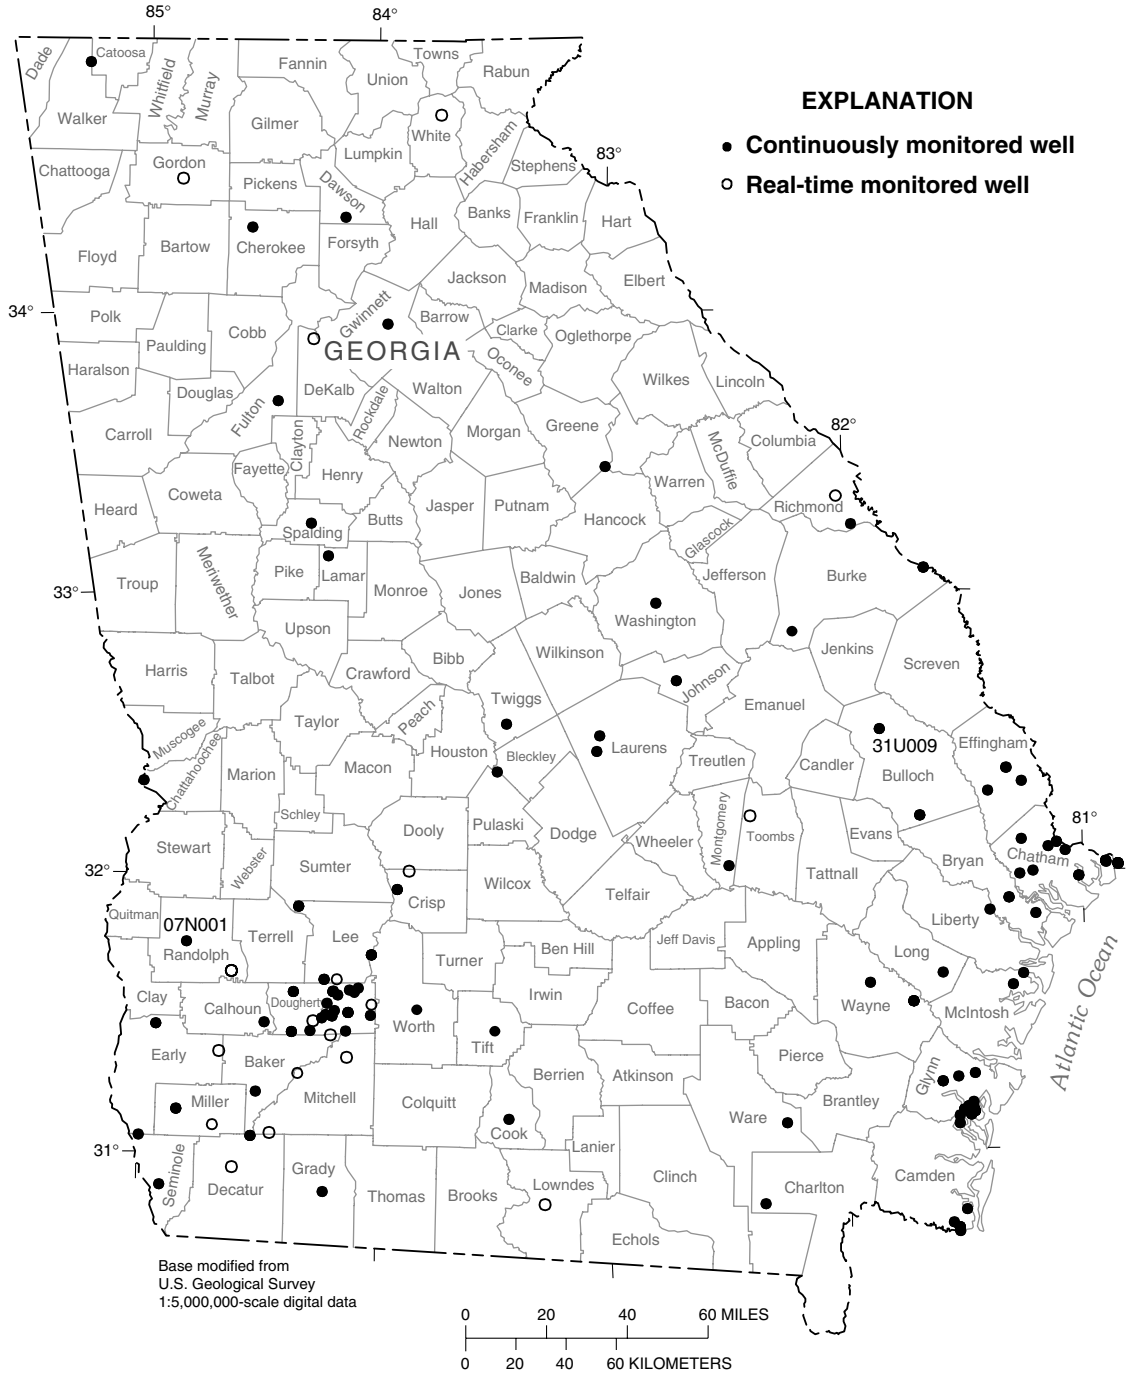 85°
84°
Dade
Catoosa
Whitfield
Murray
Fannin
Union
Towns
Rabun
EXPLANATION
Continuously monitored well
Real-time monitored well
Walker
Gilmer
White
Habersham
Lumpkin
Stephens
83°
Chattooga
Gordon
Pickens
Dawson
Hall
Banks
Franklin
Hart
Floyd
Bartow
Cherokee
Forsyth
Jackson
Madison
Elbert
34°
Polk
Cobb
Gwinnett
Barrow
Clarke
Oglethorpe
Paulding
GEORGIA
Oconee
Haralson
Douglas
DeKalb
Walton
Wilkes
Lincoln
Fulton
Rockdale
Carroll
Clayton
Newton
Morgan
Greene
McDuffie
Columbia
82°
Fayette
Henry
Warren
Heard
Coweta
Jasper
Putnam
Richmond
Spalding
Butts
Hancock
Glascock
Troup
Meriwether
Pike
Lamar
Monroe
Jones
Baldwin
Jefferson
Burke
33°
Upson
Washington
Harris
Talbot
Crawford
Bibb
Wilkinson
Jenkins
Screven
Twiggs
Johnson
Emanuel
Muscogee
Taylor
Peach
Chattahoochee
Marion
Macon
Houston
Bleckley
Laurens
Treutlen
Candler
31U009
Bulloch
Effingham
Schley
Dooly
Pulaski
Dodge
Wheeler
Montgomery
Toombs
Evans
81°
Stewart
Webster
Sumter
Bryan
Chatham
32°
Crisp
Wilcox
Telfair
Tattnall
Quitman
07N001
Randolph
Terrell
Lee
Turner
Ben Hill
Jeff Davis
Appling
Liberty
Long
Clay
Calhoun
Dougherty
Worth
Irwin
Coffee
Bacon
Wayne
McIntosh
Atlantic Ocean
Early
Baker
Tift
Pierce
Glynn
Miller
Mitchell
Colquitt
Berrien
Atkinson
Brantley
Cook
Ware
31°
Lanier
Seminole
Decatur
Grady
Thomas
Brooks
Lowndes
Clinch
Charlton
Camden
Echols
Base modified from
U.S. Geological Survey
1:5,000,000-scale digital data
0 20 40 60 MILES
0 20 40 60 KILOMETERS